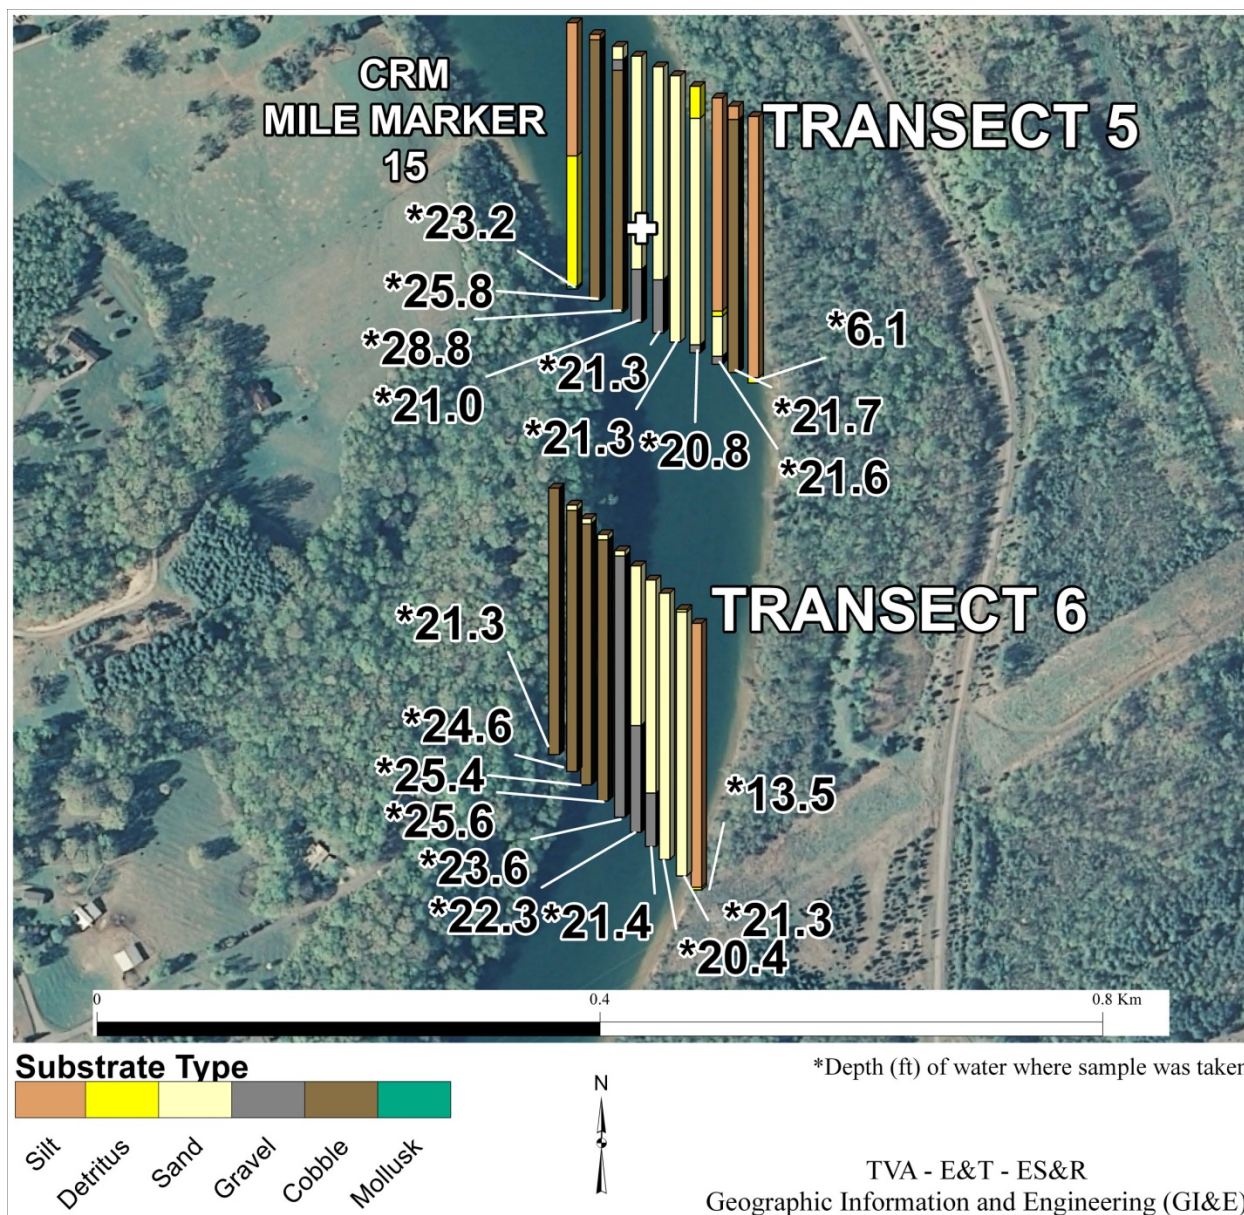 CRM
MILE MARKER
15
TRANSECT 5
*23.2
*25.8
*28.8
*21.0
*21.3
*21.3
*20.8
*6.1
*21.7
*21.6
TRANSECT 6
*21.3
*24.6
*25.4
*25.6
*23.6
*22.3
*21.4
*13.5
*21.3
*20.4
0
0.4
0.8 Km
Substrate Type
Silt
Detritus
Sand
Gravel
Cobble
Mollusk
N
*Depth (ft) of water where sample was taken
TVA - E&T - ES&R
Geographic Information and Engineering (GI&E)